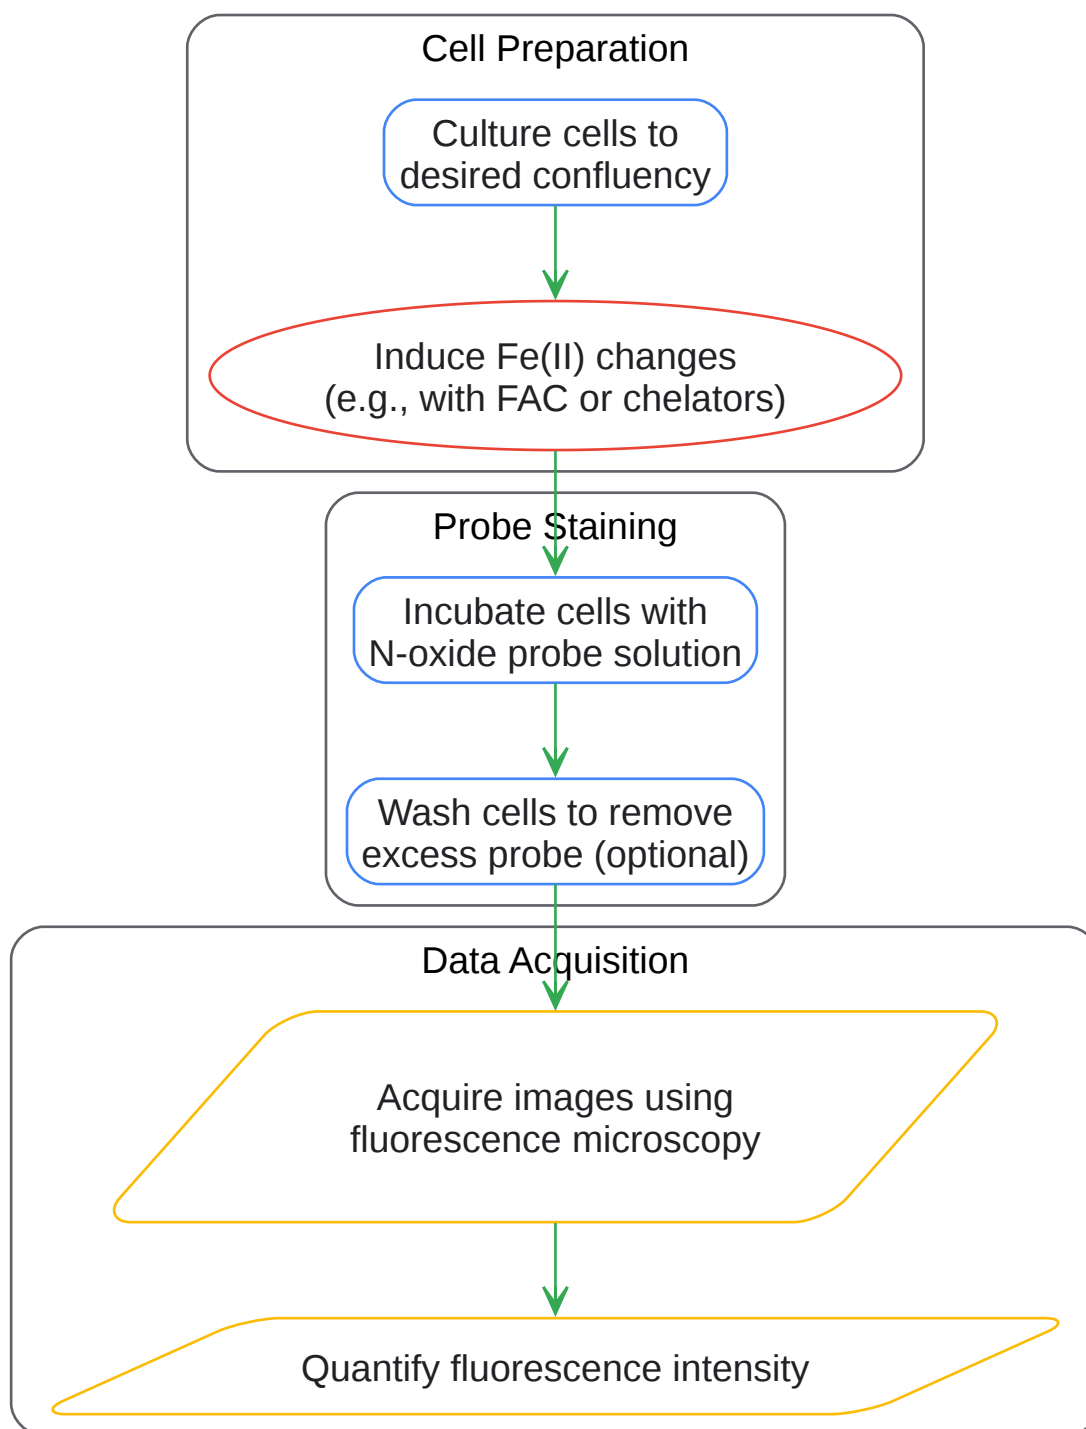 Cell Preparation
Culture cells to
desired confluency
Induce Fe(II) changes
(e.g., with FAC or chelators)
Probe Staining
Incubate cells with
N-oxide probe solution
Wash cells to remove
excess probe (optional)
Data Acquisition
Acquire images using
fluorescence microscopy
Quantify fluorescence intensity